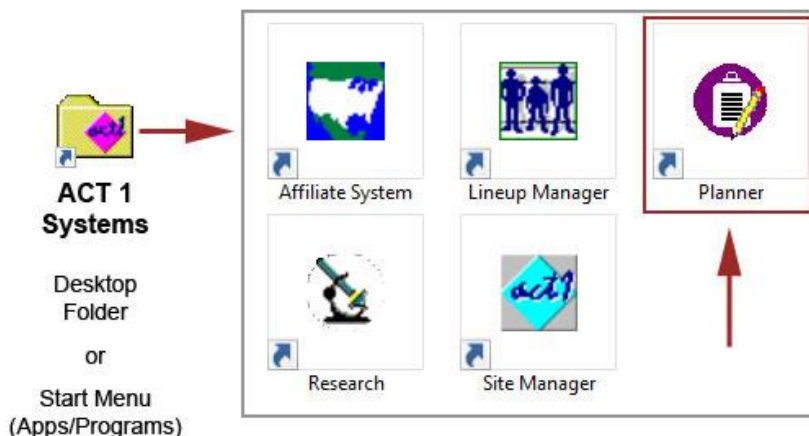 act1
ACT 1
Systems
Desktop
Folder
or
Start Menu
(Apps/Programs)
Affiliate System
Lineup Manager
Planner
act1
Research
Site Manager